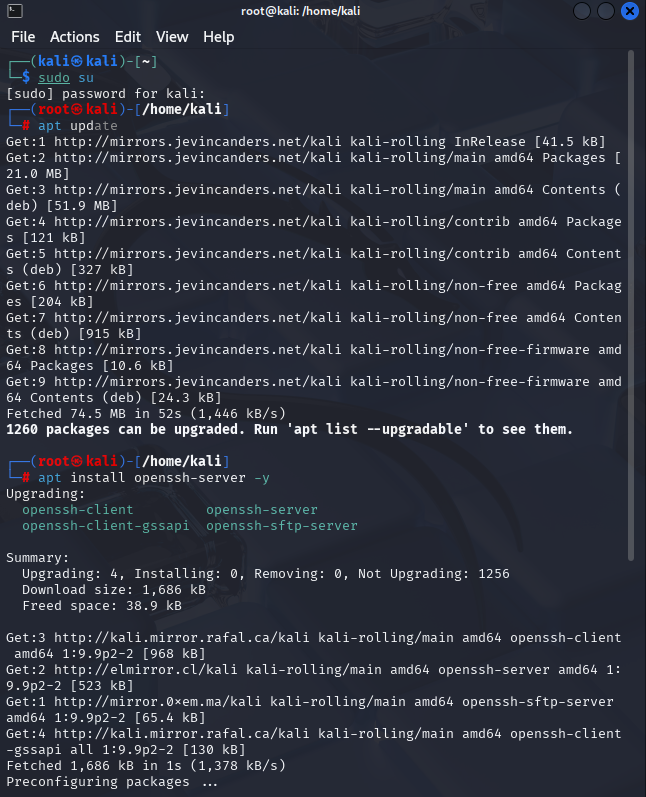 root@kali: /home/kali
File Actions Edit View Help
┌──(kali㉿kali)-[~]
└─$ sudo su
[sudo] password for kali:
┌──(root㉿kali)-[/home/kali]
└─# apt update
Get:1 http://mirrors.jevincanders.net/kali kali-rolling InRelease [41.5 kB]
Get:2 http://mirrors.jevincanders.net/kali kali-rolling/main amd64 Packages [
21.0 MB]
Get:3 http://mirrors.jevincanders.net/kali kali-rolling/main amd64 Contents (
deb) [51.9 MB]
Get:4 http://mirrors.jevincanders.net/kali kali-rolling/contrib amd64 Package
s [121 kB]
Get:5 http://mirrors.jevincanders.net/kali kali-rolling/contrib amd64 Content
s (deb) [327 kB]
Get:6 http://mirrors.jevincanders.net/kali kali-rolling/non-free amd64 Packag
es [204 kB]
Get:7 http://mirrors.jevincanders.net/kali kali-rolling/non-free amd64 Conten
ts (deb) [915 kB]
Get:8 http://mirrors.jevincanders.net/kali kali-rolling/non-free-firmware amd
64 Packages [10.6 kB]
Get:9 http://mirrors.jevincanders.net/kali kali-rolling/non-free-firmware amd
64 Contents (deb) [24.3 kB]
Fetched 74.5 MB in 52s (1,446 kB/s)
1260 packages can be upgraded. Run 'apt list --upgradable' to see them.
┌──(root㉿kali)-[/home/kali]
└─# apt install openssh-server -y
Upgrading:
  openssh-client         openssh-server
  openssh-client-gssapi  openssh-sftp-server
Summary:
  Upgrading: 4, Installing: 0, Removing: 0, Not Upgrading: 1256
  Download size: 1,686 kB
  Freed space: 38.9 kB
Get:3 http://kali.mirror.rafal.ca/kali kali-rolling/main amd64 openssh-client
 amd64 1:9.9p2-2 [968 kB]
Get:2 http://elmirror.cl/kali kali-rolling/main amd64 openssh-server amd64 1:
9.9p2-2 [523 kB]
Get:1 http://mirror.0xem.ma/kali kali-rolling/main amd64 openssh-sftp-server
amd64 1:9.9p2-2 [65.4 kB]
Get:4 http://kali.mirror.rafal.ca/kali kali-rolling/main amd64 openssh-client
-gssapi all 1:9.9p2-2 [130 kB]
Fetched 1,686 kB in 1s (1,378 kB/s)
Preconfiguring packages ...